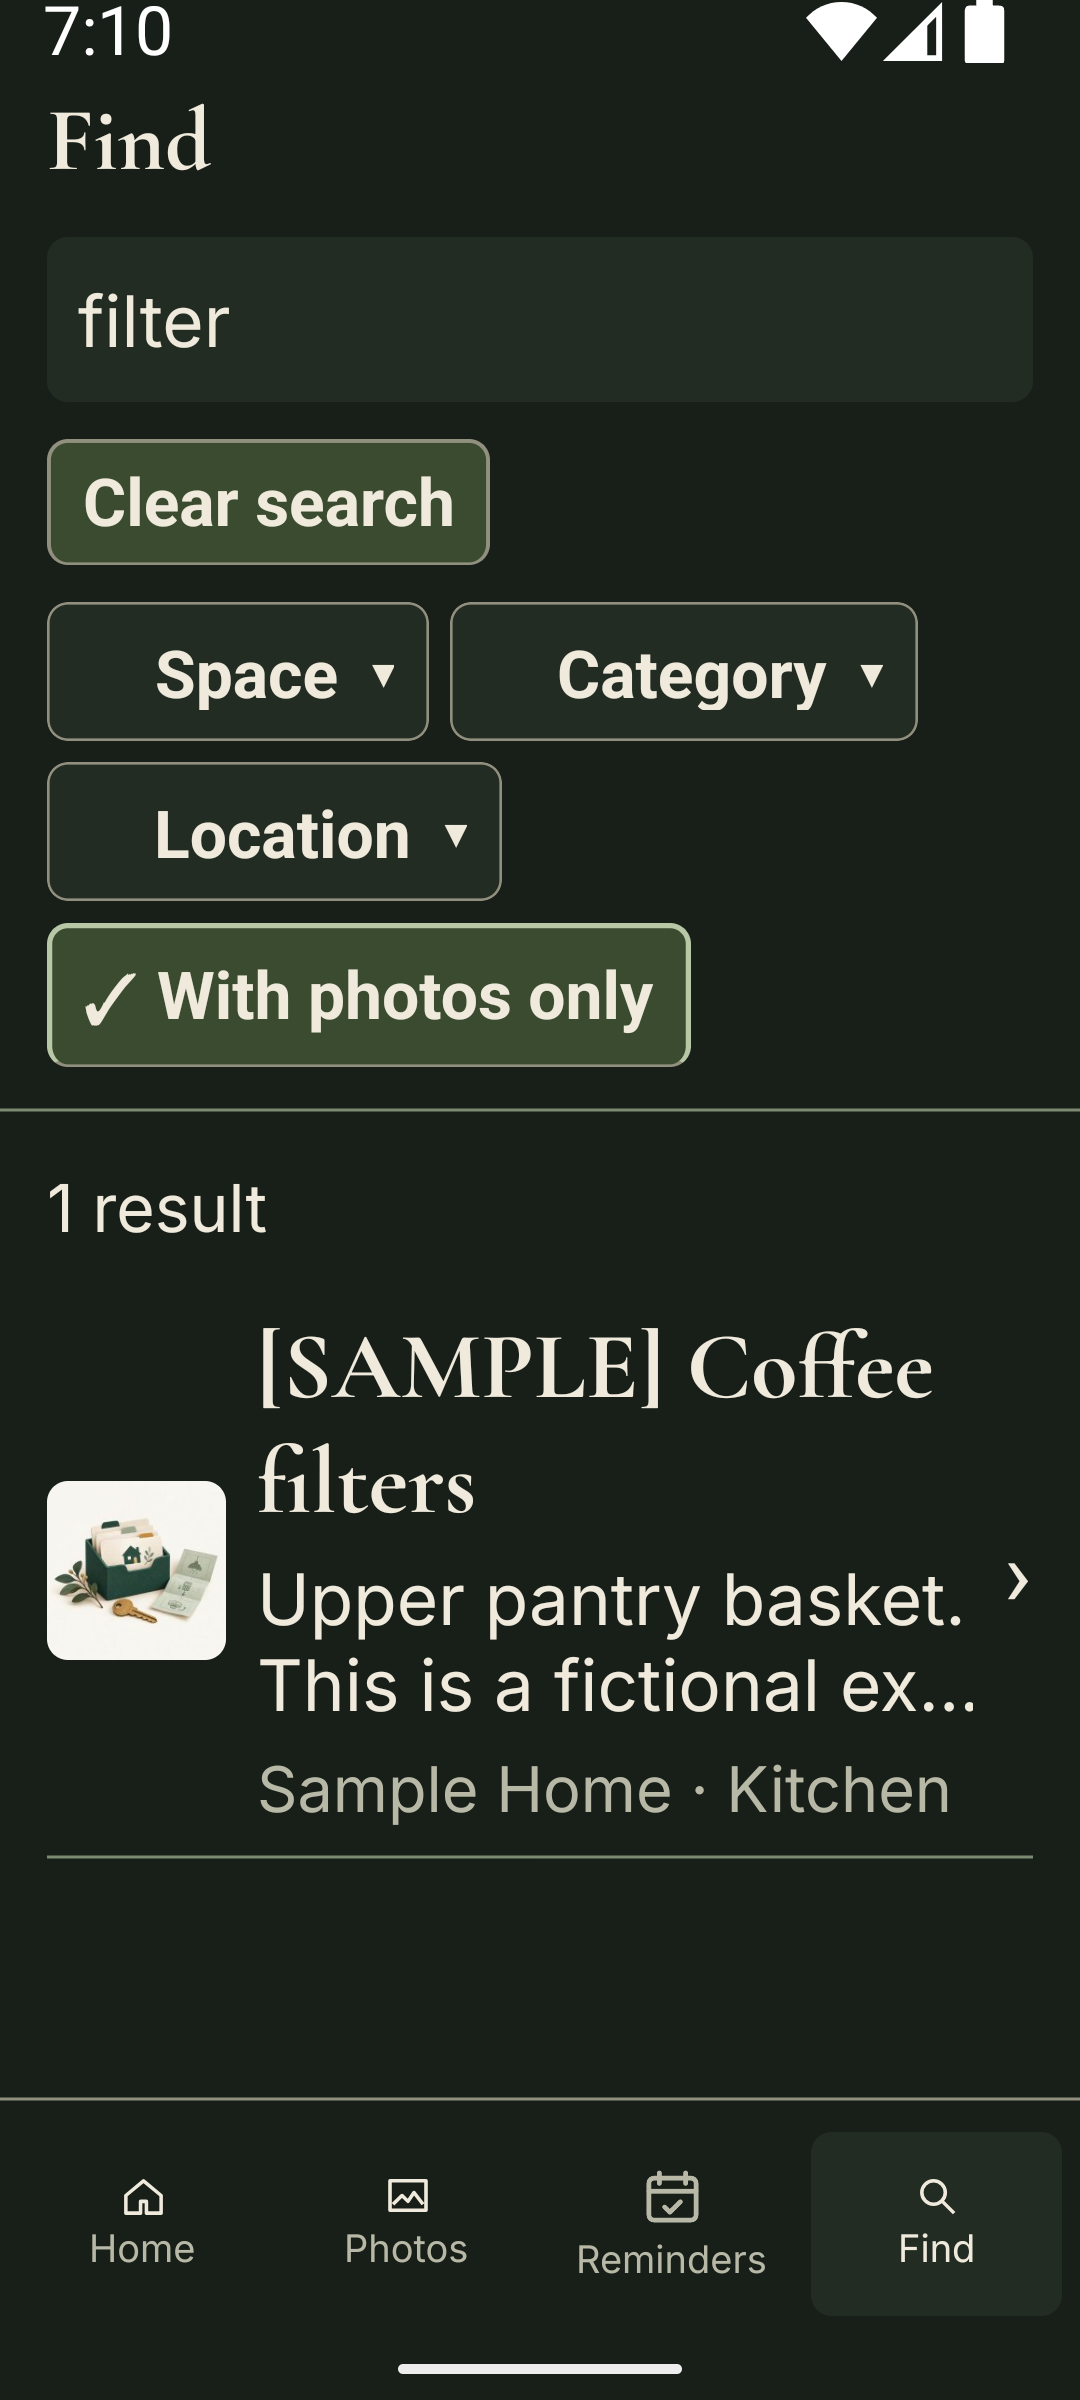 7:10
Find
filter
Clear search
Space ▼ Category ▼
Location ▼
✓ With photos only
1 result
[SAMPLE] Coffee
filters
Upper pantry basket.
This is a fictional ex...
Sample Home · Kitchen
Home Photos Reminders Find